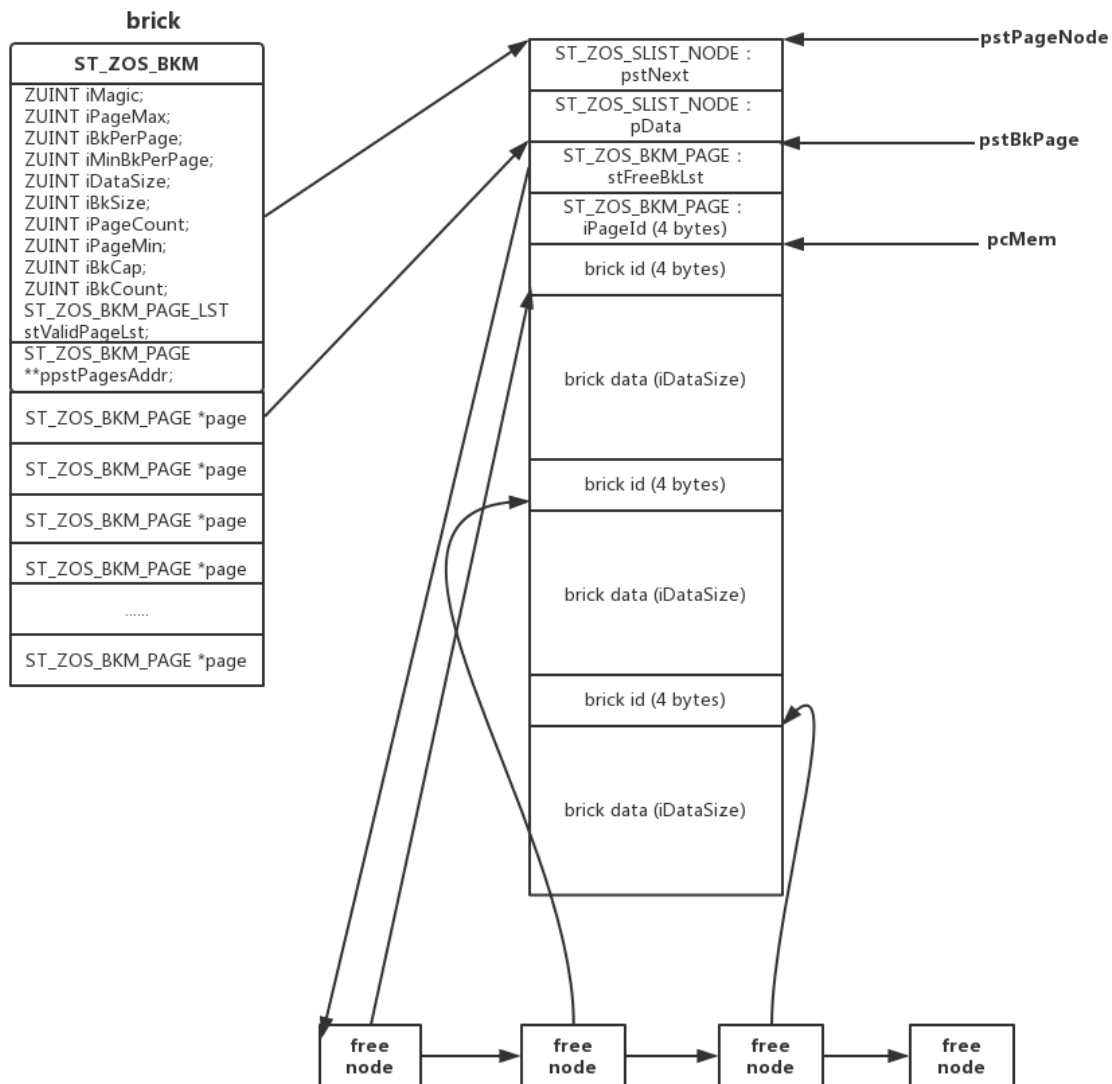 brick
ST_ZOS_BKM
ZUINT iMagic;
ZUINT iPageMax;
ZUINT iBkPerPage;
ZUINT iMinBkPerPage;
ZUINT iDataSize;
ZUINT iBkSize;
ZUINT iPageCount;
ZUINT iPageMin;
ZUINT iBkCap;
ZUINT iBkCount;
ST_ZOS_BKM_PAGE_LST
stValidPageLst;
ST_ZOS_BKM_PAGE
**ppstPagesAddr;
ST_ZOS_BKM_PAGE *page
ST_ZOS_BKM_PAGE *page
ST_ZOS_BKM_PAGE *page
ST_ZOS_BKM_PAGE *page
......
ST_ZOS_BKM_PAGE *page
ST_ZOS_SLIST_NODE：
pstNext
ST_ZOS_SLIST_NODE：
pData
ST_ZOS_BKM_PAGE：
stFreeBkLst
ST_ZOS_BKM_PAGE：
iPageId (4 bytes)
brick id (4 bytes)
brick data (iDataSize)
brick id (4 bytes)
brick data (iDataSize)
brick id (4 bytes)
brick data (iDataSize)
pstPageNode
pstBkPage
pcMem
free
node
free
node
free
node
free
node